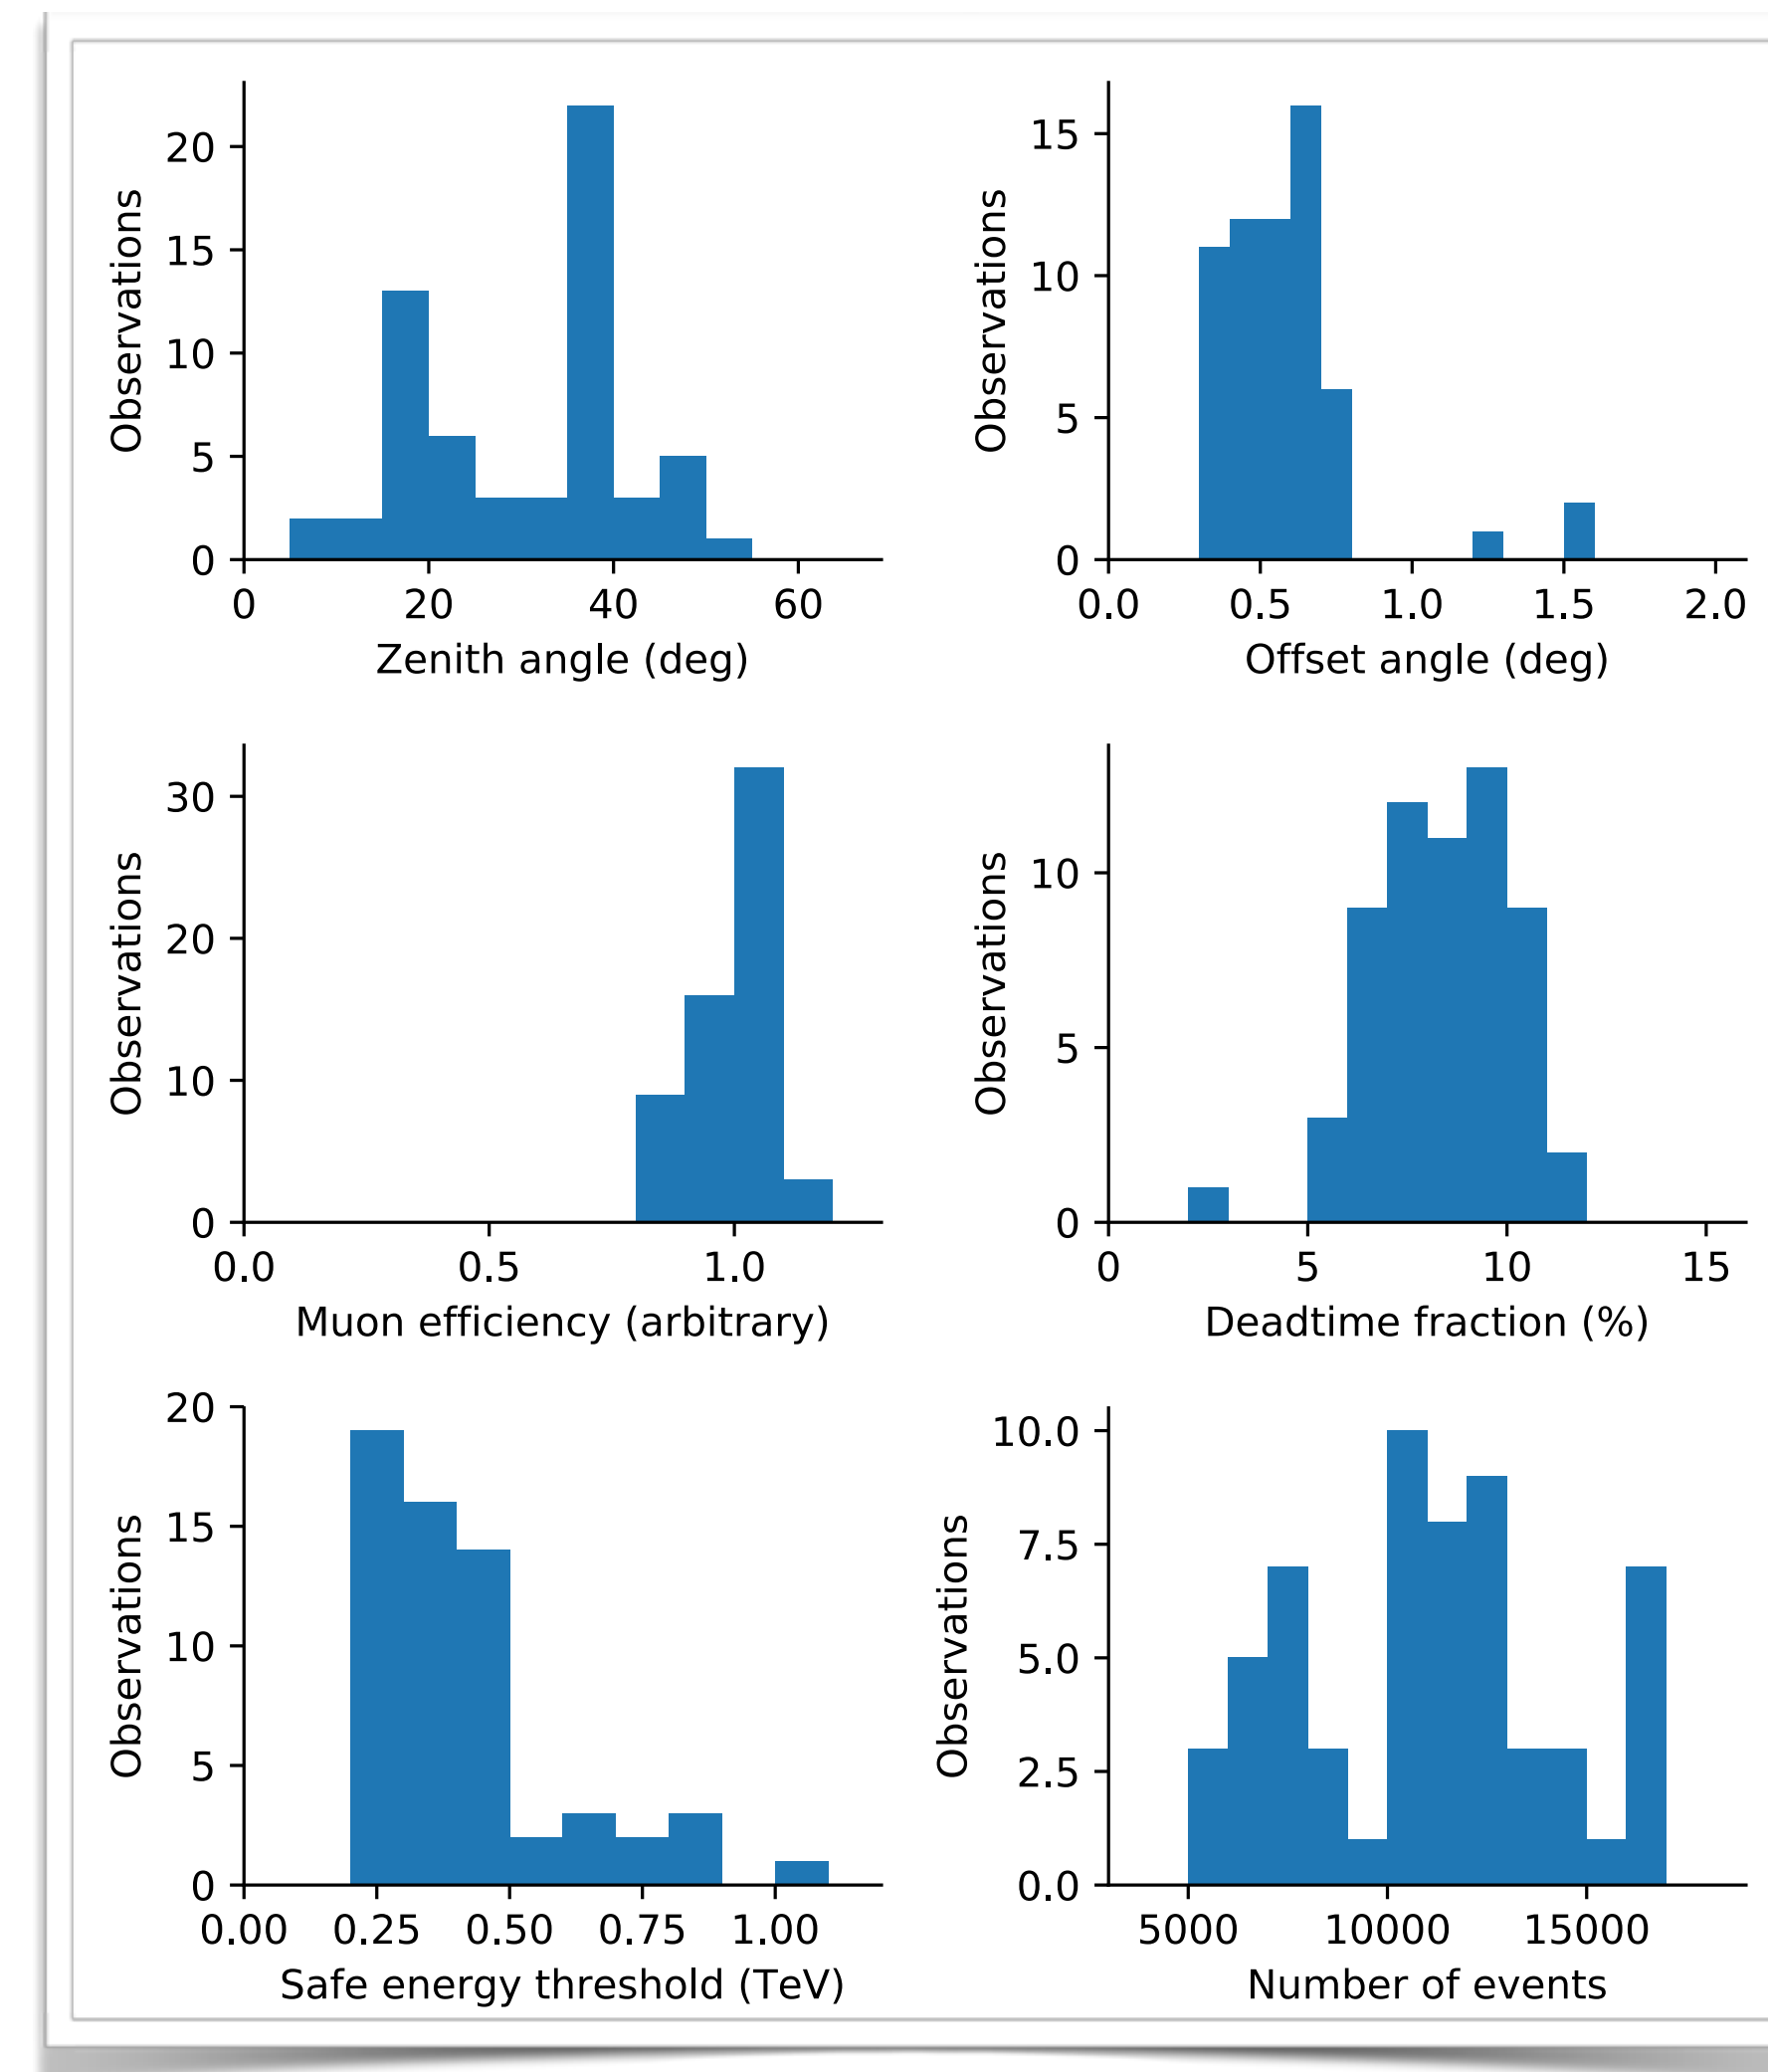 Observations
20
15
10
5
0
0 20 40 60
Zenith angle (deg)
Observations
15
10
5
0
0.0 0.5 1.0 1.5 2.0
Offset angle (deg)
Observations
30
20
10
0
0.0 0.5 1.0
Muon efficiency (arbitrary)
Observations
10
5
0
0 5 10 15
Deadtime fraction (%)
Observations
20
15
10
5
0
0.00 0.25 0.50 0.75 1.00
Safe energy threshold (TeV)
Observations
10.0
7.5
5.0
2.5
0.0
5000 10000 15000
Number of events